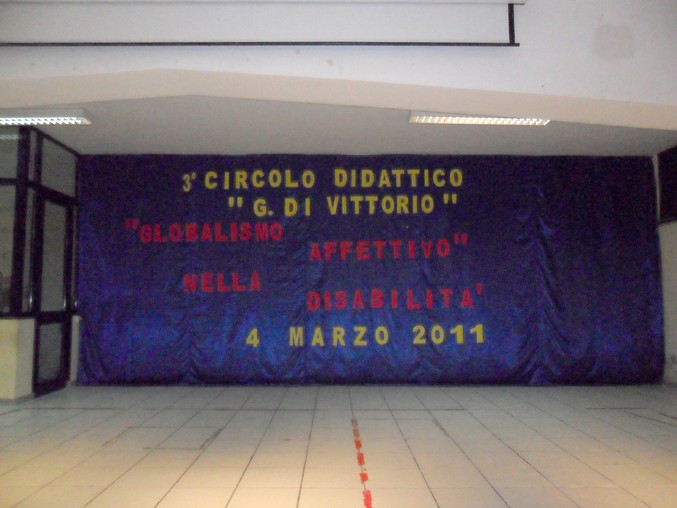 3° CIRCOLO DIDATTICO
"G. DI VITTORIO"
"GLOBALISMO
AFFETTIVO"
NELLA
DISABILITA'
4 MARZO 2011